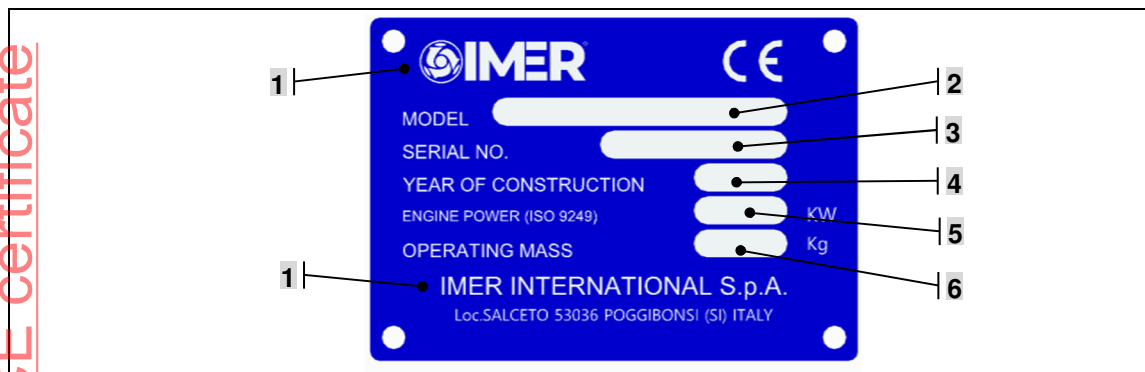 CE certificate
1
IMER
CE
2
MODEL
3
SERIAL NO.
YEAR OF CONSTRUCTION
4
ENGINE POWER (ISO 9249)
KW
5
OPERATING MASS
Kg
6
1
IMER INTERNATIONAL S.p.A.
Loc.SALCETO 53036 POGGIBONSI (SI) ITALY